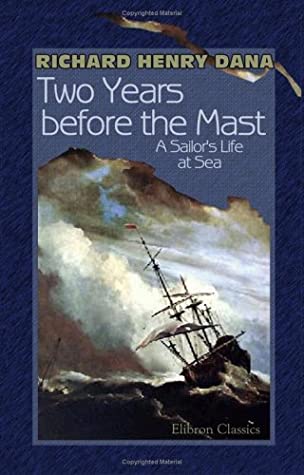 RICHARD HENRY DANA
Two Years
before the Mast
A Sailor's Life
at Sea
Elibron Classics